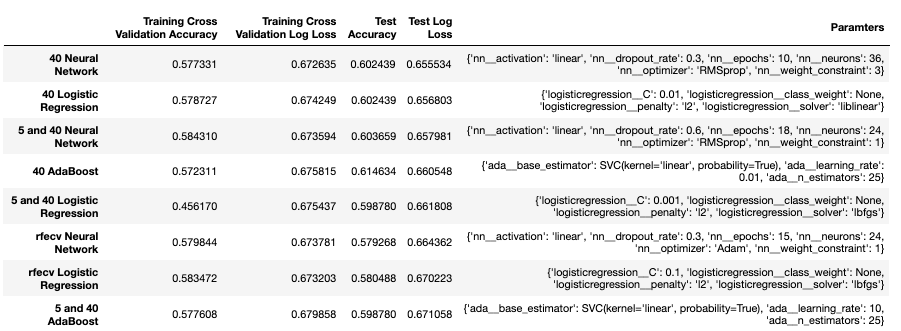 Training Cross Validation Accuracy Training Cross Validation Log Loss Test Accuracy Test Log Loss Paramters
40 Neural Network 0.577331 0.672635 0.602439 0.655534 {'nn__activation': 'linear', 'nn__dropout_rate': 0.3, 'nn__epochs': 10, 'nn__neurons': 36,
'nn__optimizer': 'RMSprop', 'nn__weight_constraint': 3}
40 Logistic Regression 0.578727 0.674249 0.602439 0.656803 {'logisticregression__C': 0.01, 'logisticregression__class_weight': None,
'logisticregression__penalty': 'l2', 'logisticregression__solver': 'liblinear'}
5 and 40 Neural Network 0.584310 0.673594 0.603659 0.657981 {'nn__activation': 'linear', 'nn__dropout_rate': 0.6, 'nn__epochs': 18, 'nn__neurons': 24,
'nn__optimizer': 'RMSprop', 'nn__weight_constraint': 1}
40 AdaBoost 0.572311 0.675815 0.614634 0.660548 {'ada__base_estimator': SVC(kernel='linear', probability=True), 'ada__learning_rate':
0.01, 'ada__n_estimators': 25}
5 and 40 Logistic Regression 0.456170 0.675437 0.598780 0.661808 {'logisticregression__C': 0.001, 'logisticregression__class_weight': None,
'logisticregression__penalty': 'l2', 'logisticregression__solver': 'lbfgs'}
rfecv Neural Network 0.579844 0.673781 0.579268 0.664362 {'nn__activation': 'linear', 'nn__dropout_rate': 0.3, 'nn__epochs': 15, 'nn__neurons': 24,
'nn__optimizer': 'Adam', 'nn__weight_constraint': 1}
rfecv Logistic Regression 0.583472 0.673203 0.580488 0.670223 {'logisticregression__C': 0.1, 'logisticregression__class_weight': None,
'logisticregression__penalty': 'l2', 'logisticregression__solver': 'lbfgs'}
5 and 40 AdaBoost 0.577608 0.679858 0.598780 0.671058 {'ada__base_estimator': SVC(kernel='linear', probability=True), 'ada__learning_rate': 10,
'ada__n_estimators': 25}